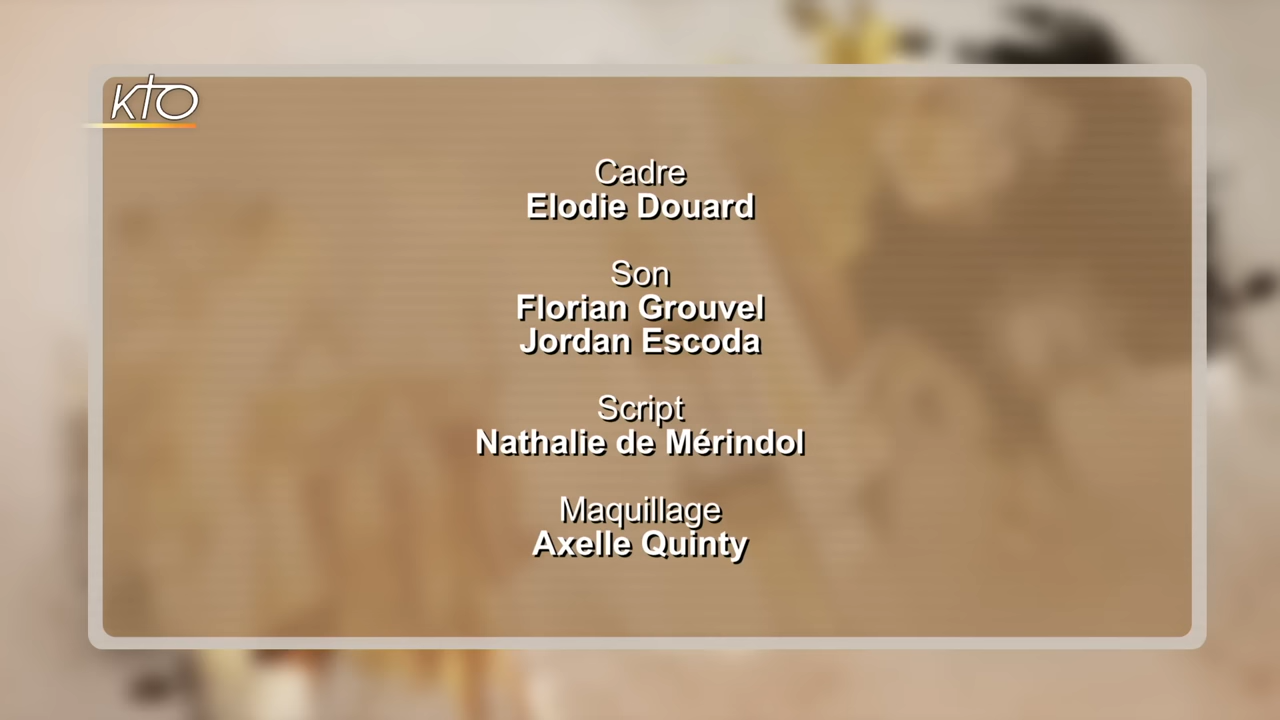 KTO
Cadre
Elodie Douard
Son
Florian Grouvel
Jordan Escoda
Script
Nathalie de Mérindol
Maquillage
Axelle Quinty